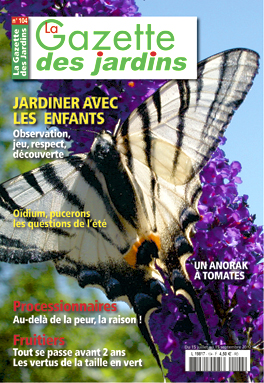 La Gazette
des Jardins
n° 104
La
Gazette
des jardins
JARDINER AVEC
LES ENFANTS
Observation,
jeu, respect,
découverte
Oïdium, pucerons
les questions de l'été
UN ANORAK
À TOMATES
Processionnaires
Au-delà de la peur, la raison !
Fruitiers
Tout se passe avant 2 ans
Les vertus de la taille en vert